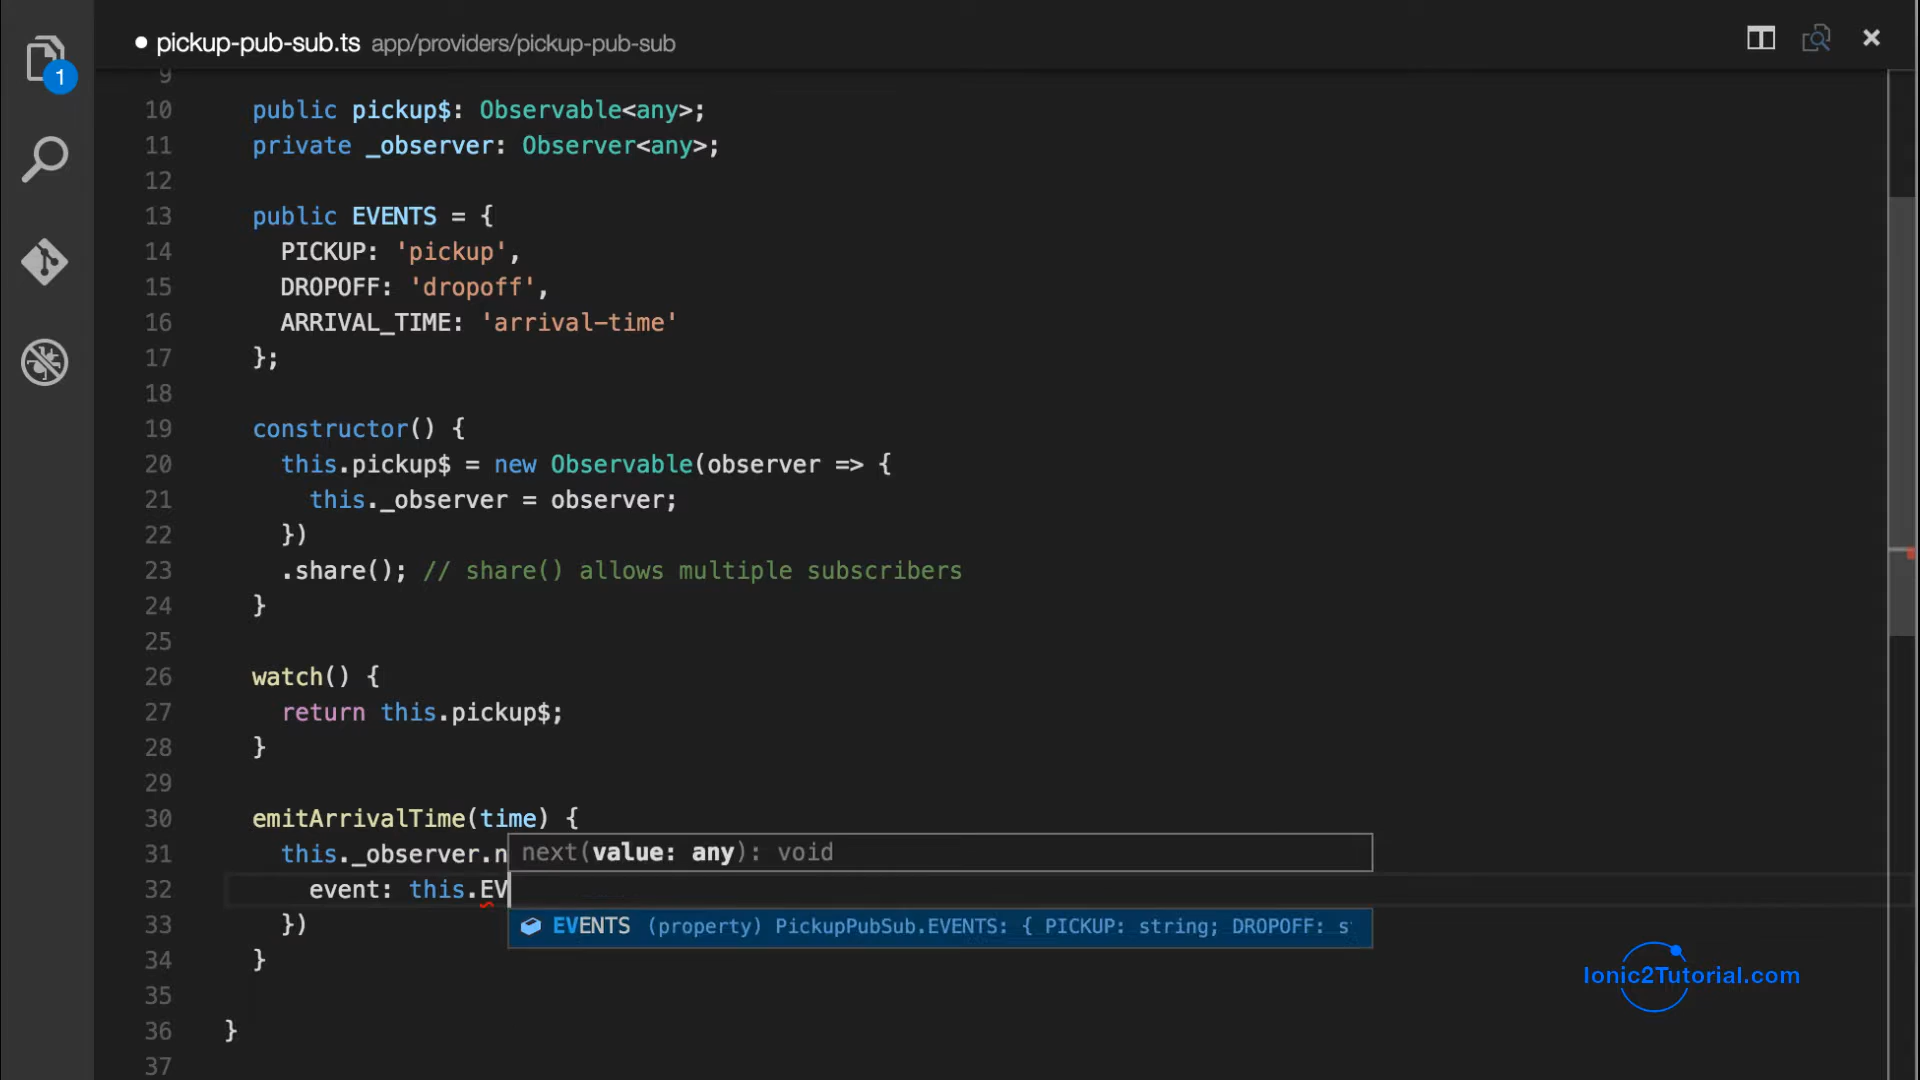 pickup-pub-sub.ts app/providers/pickup-pub-sub
1
9
10 public pickup$: Observable<any>;
11 private _observer: Observer<any>;
12
13 public EVENTS = {
14 PICKUP: 'pickup',
15 DROPOFF: 'dropoff',
16 ARRIVAL_TIME: 'arrival-time'
17 };
18
19 constructor() {
20 this.pickup$ = new Observable(observer => {
21 this._observer = observer;
22 })
23 .share(); // share() allows multiple subscribers
24 }
25
26 watch() {
27 return this.pickup$;
28 }
29
30 emitArrivalTime(time) {
31 this._observer.n next(value: any): void
32 event: this.EV
33 }) EVENTS (property) PickupPubSub.EVENTS: { PICKUP: string; DROPOFF: s
34 }
35
36 }
37
Ionic2Tutorial.com